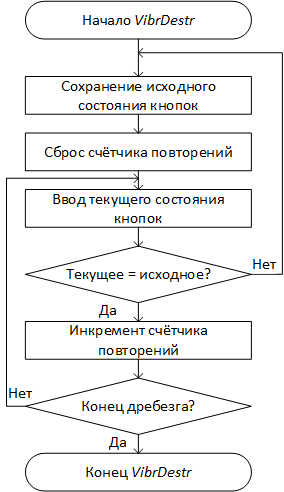 Начало VibrDestr
Сохранение исходного
состояния кнопок
Сброс счётчика повторений
Ввод текущего состояния
кнопок
Текущее = исходное?
Нет
Да
Инкремент счётчика
повторений
Нет
Конец дребезга?
Да
Конец VibrDestr